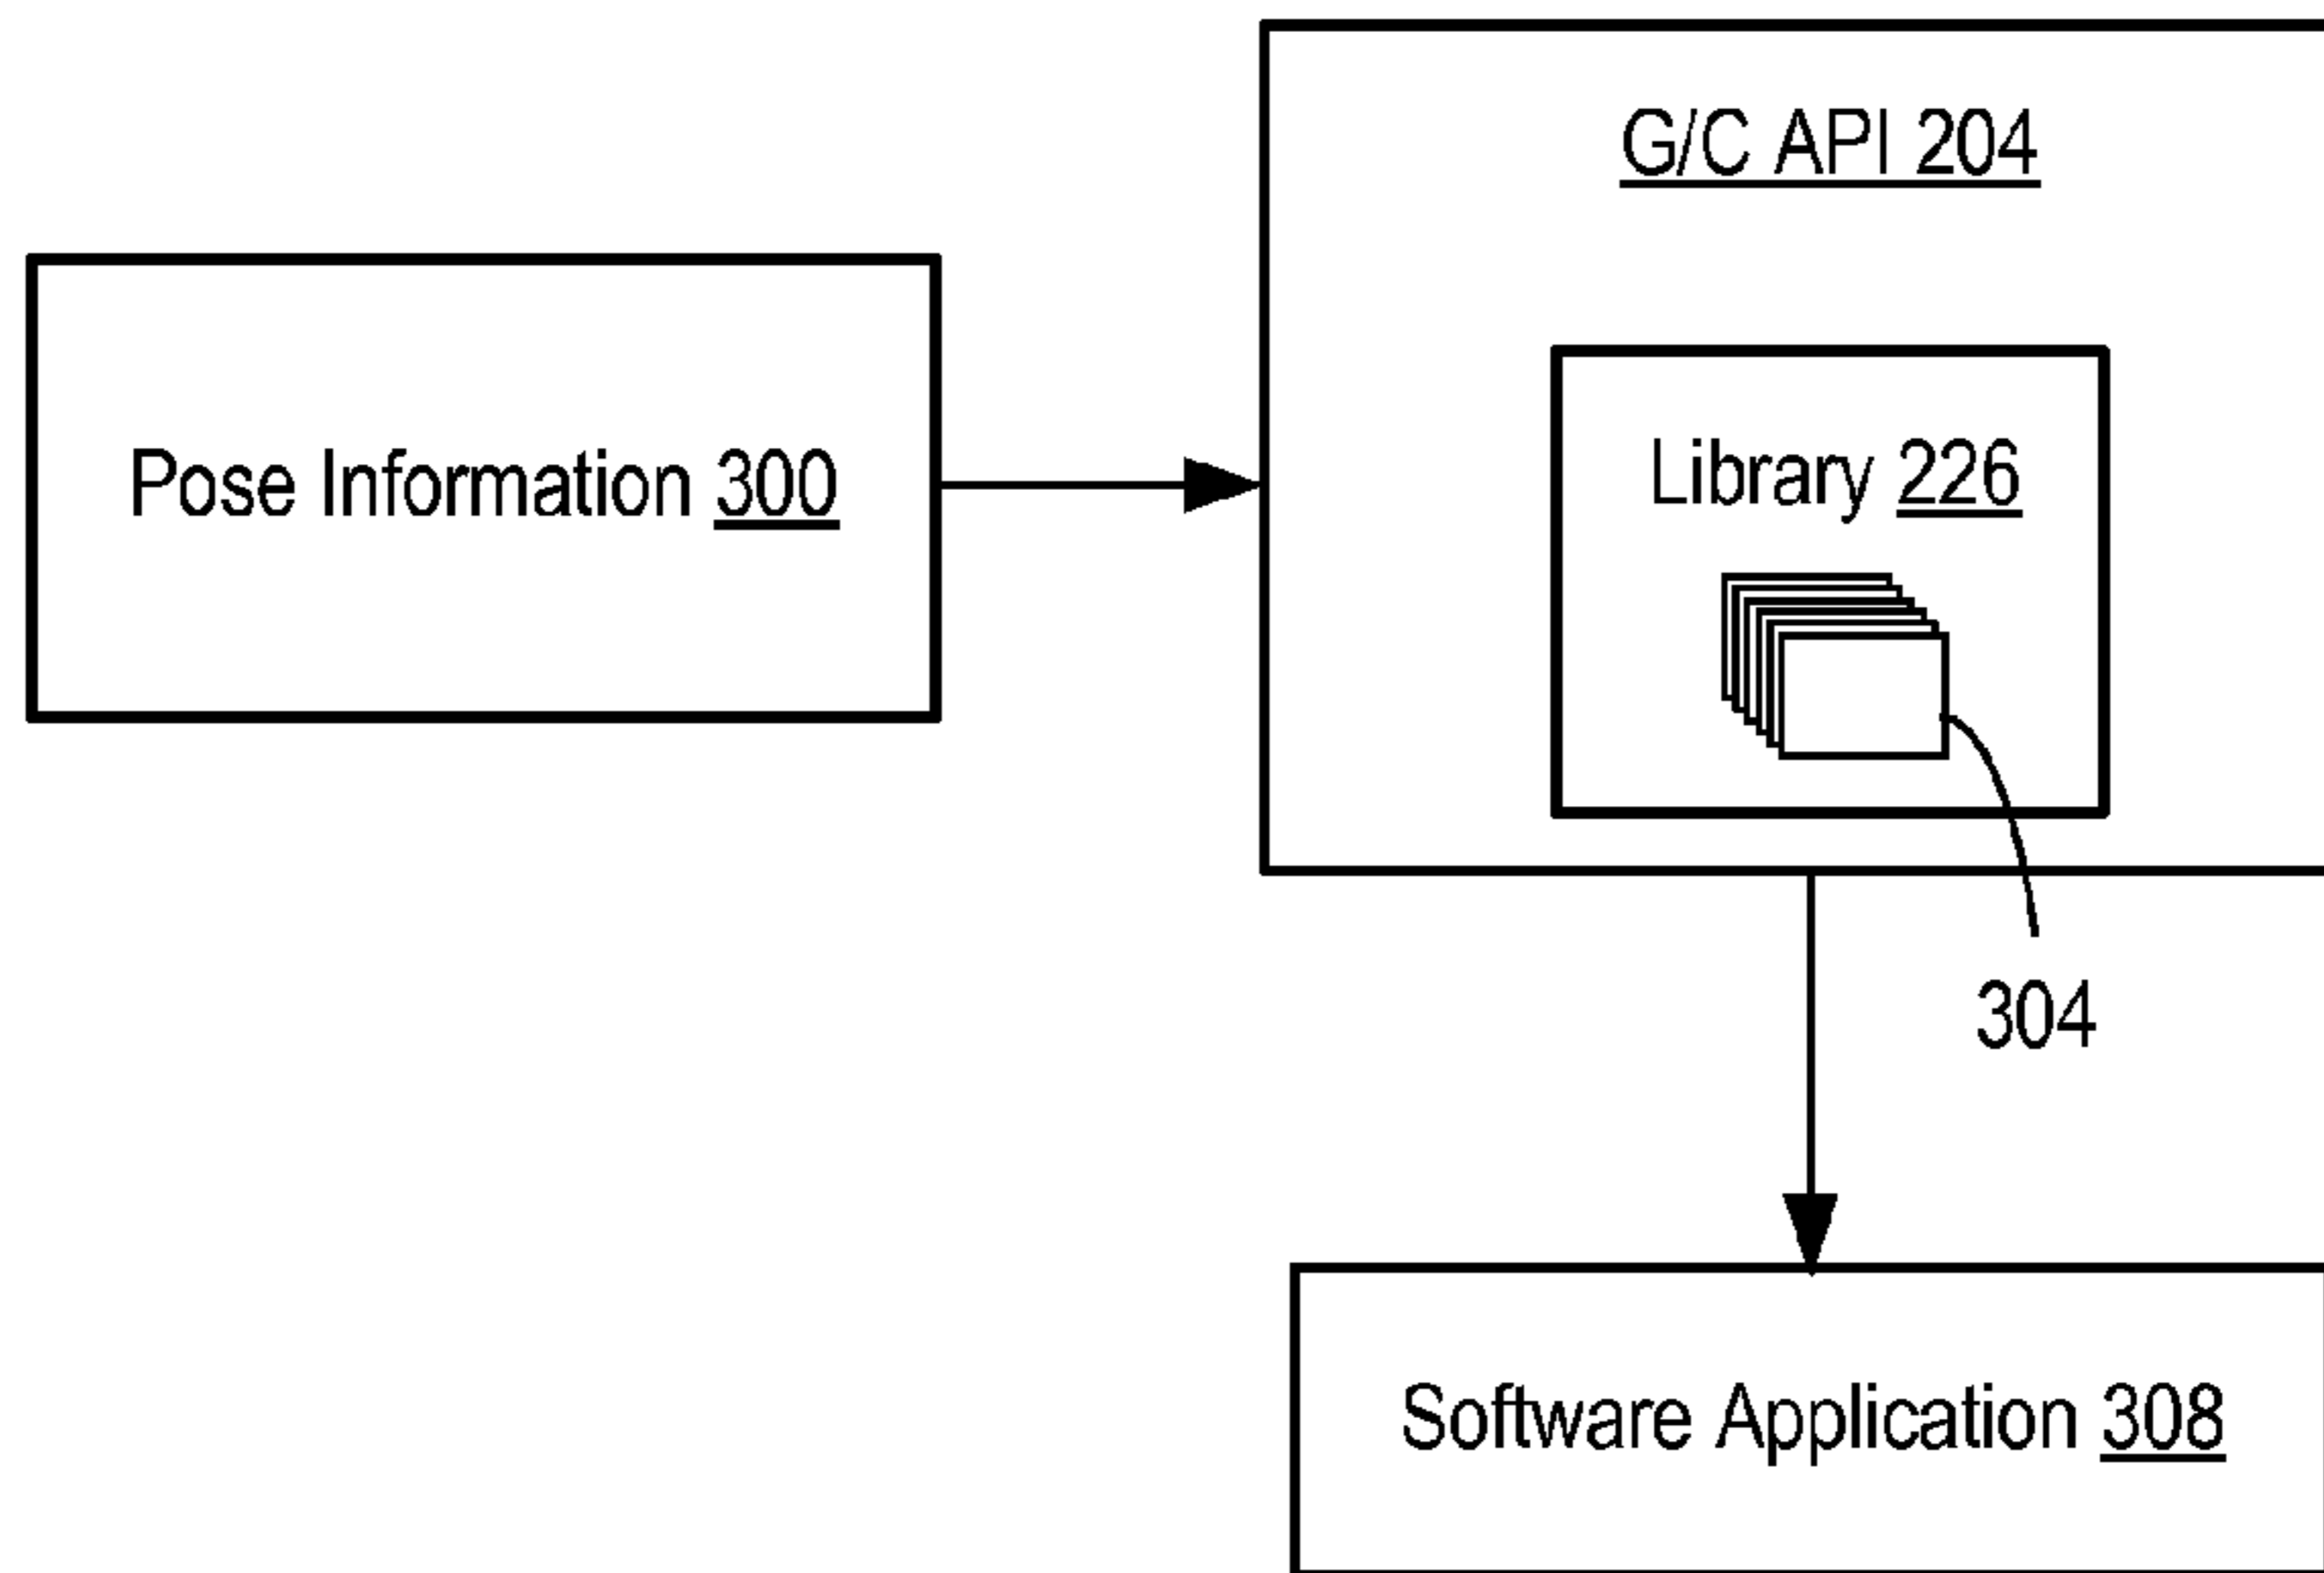 G/C API 204
Pose Information 300
Library 226
304
Software Application 308